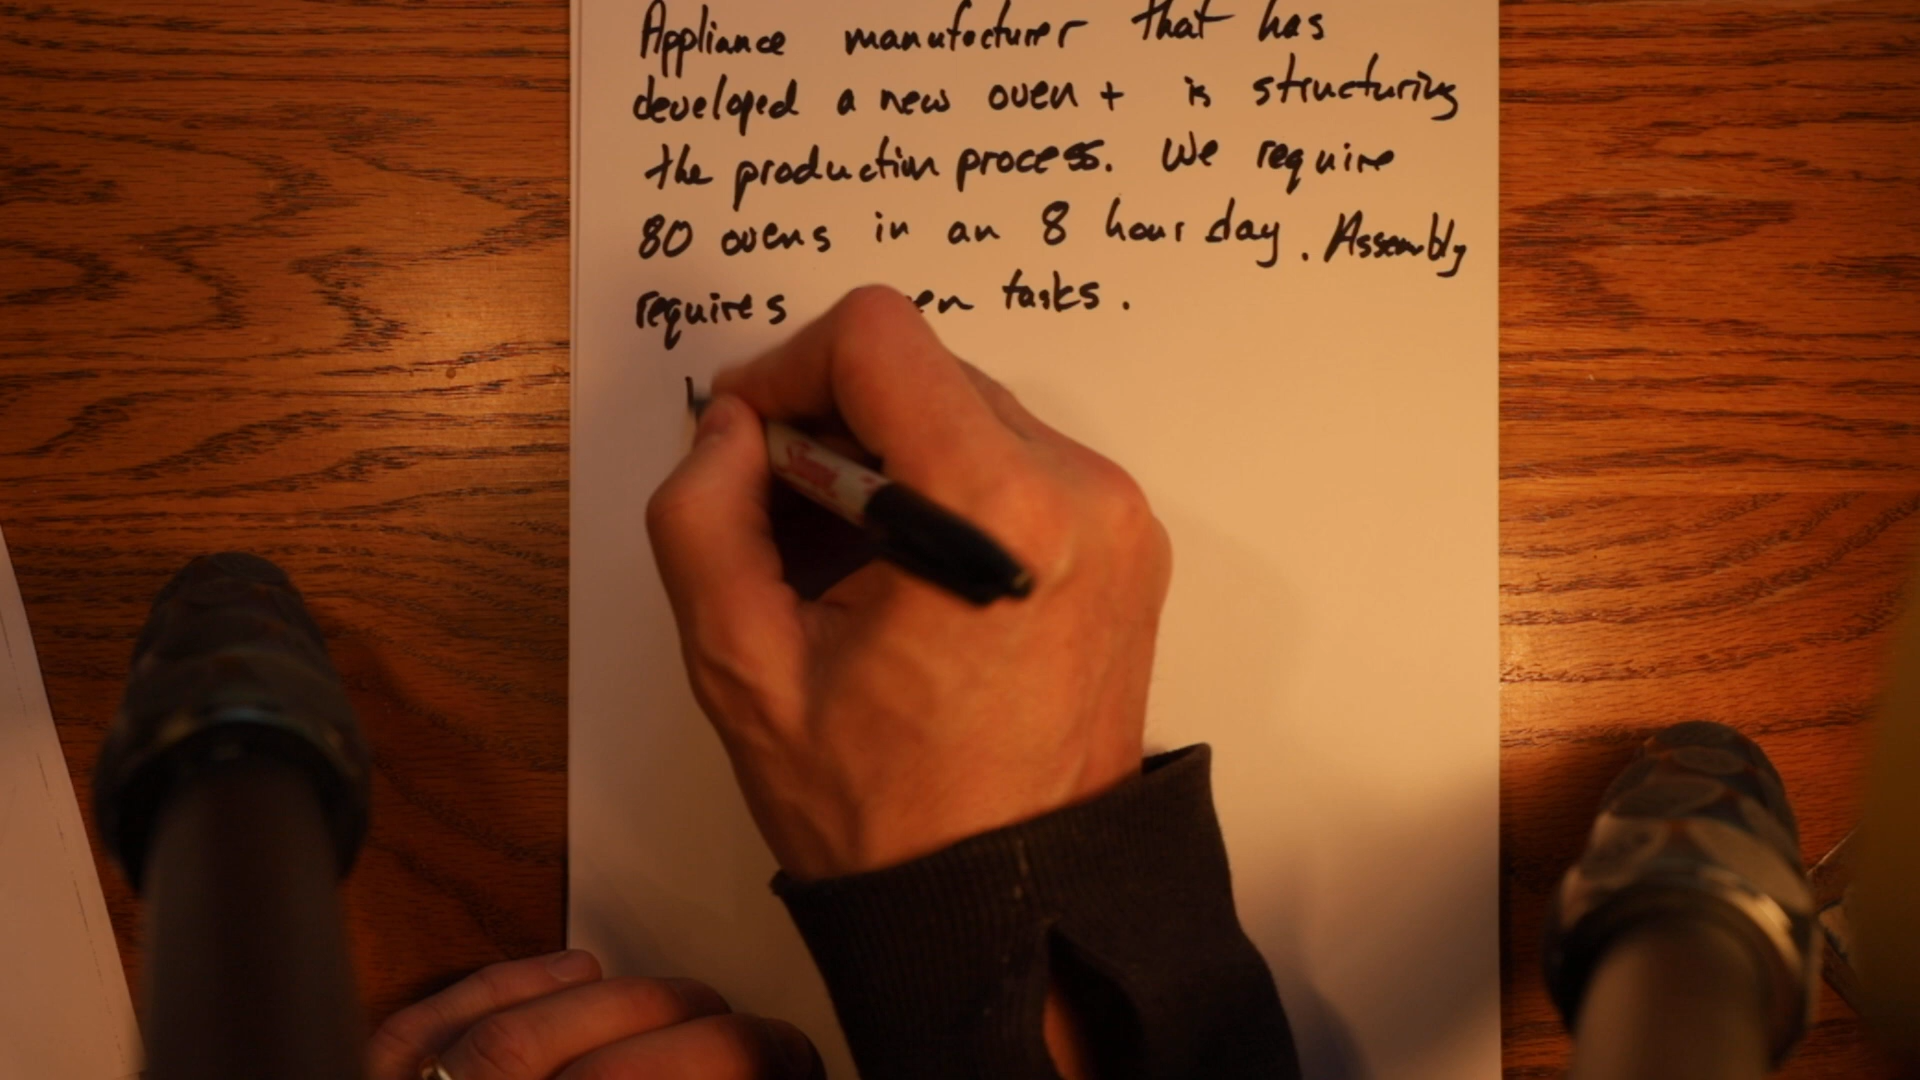 Appliance manufacturer that has
developed a new oven + is structuring
the production process. We require
80 ovens in an 8 hour day. Assembly
requires tasks.